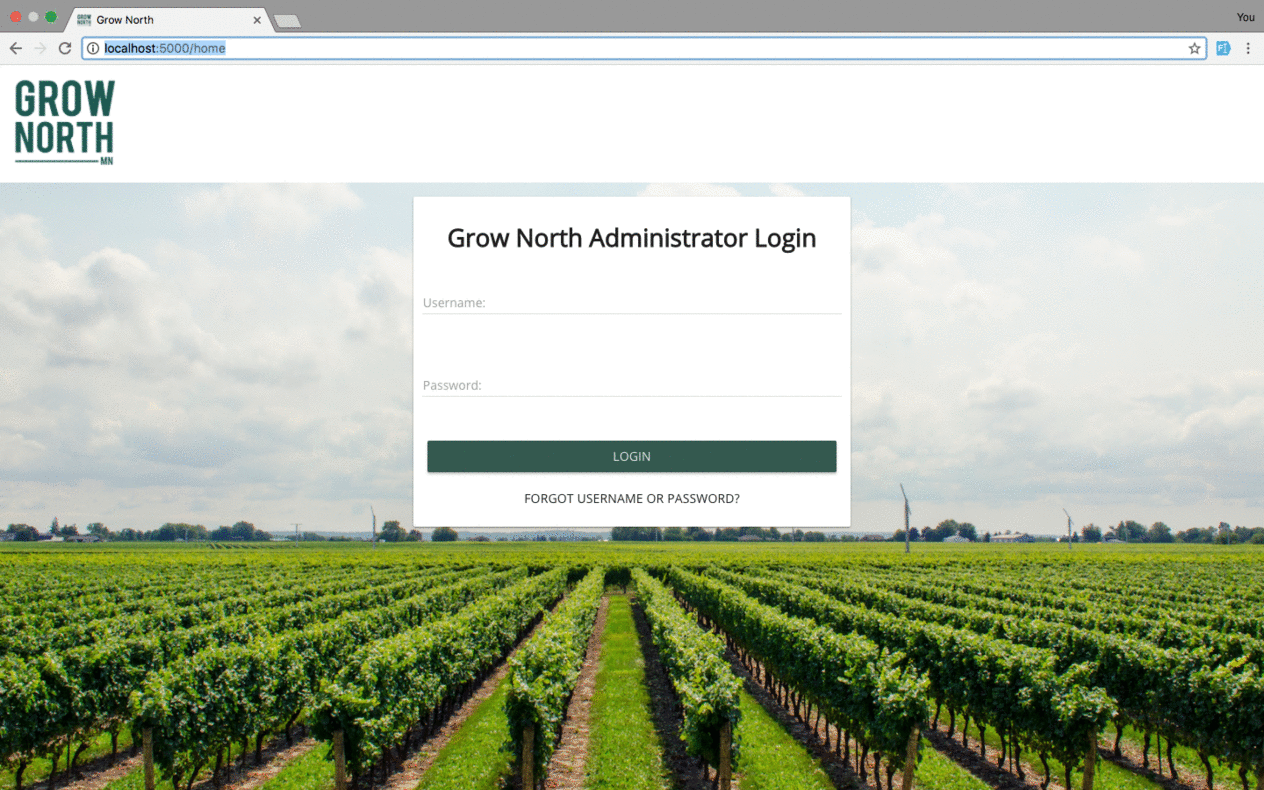 Grow North
You
localhost:5000/home
GROW
NORTH
MN
Grow North Administrator Login
Username:
Password:
LOGIN
FORGOT USERNAME OR PASSWORD?